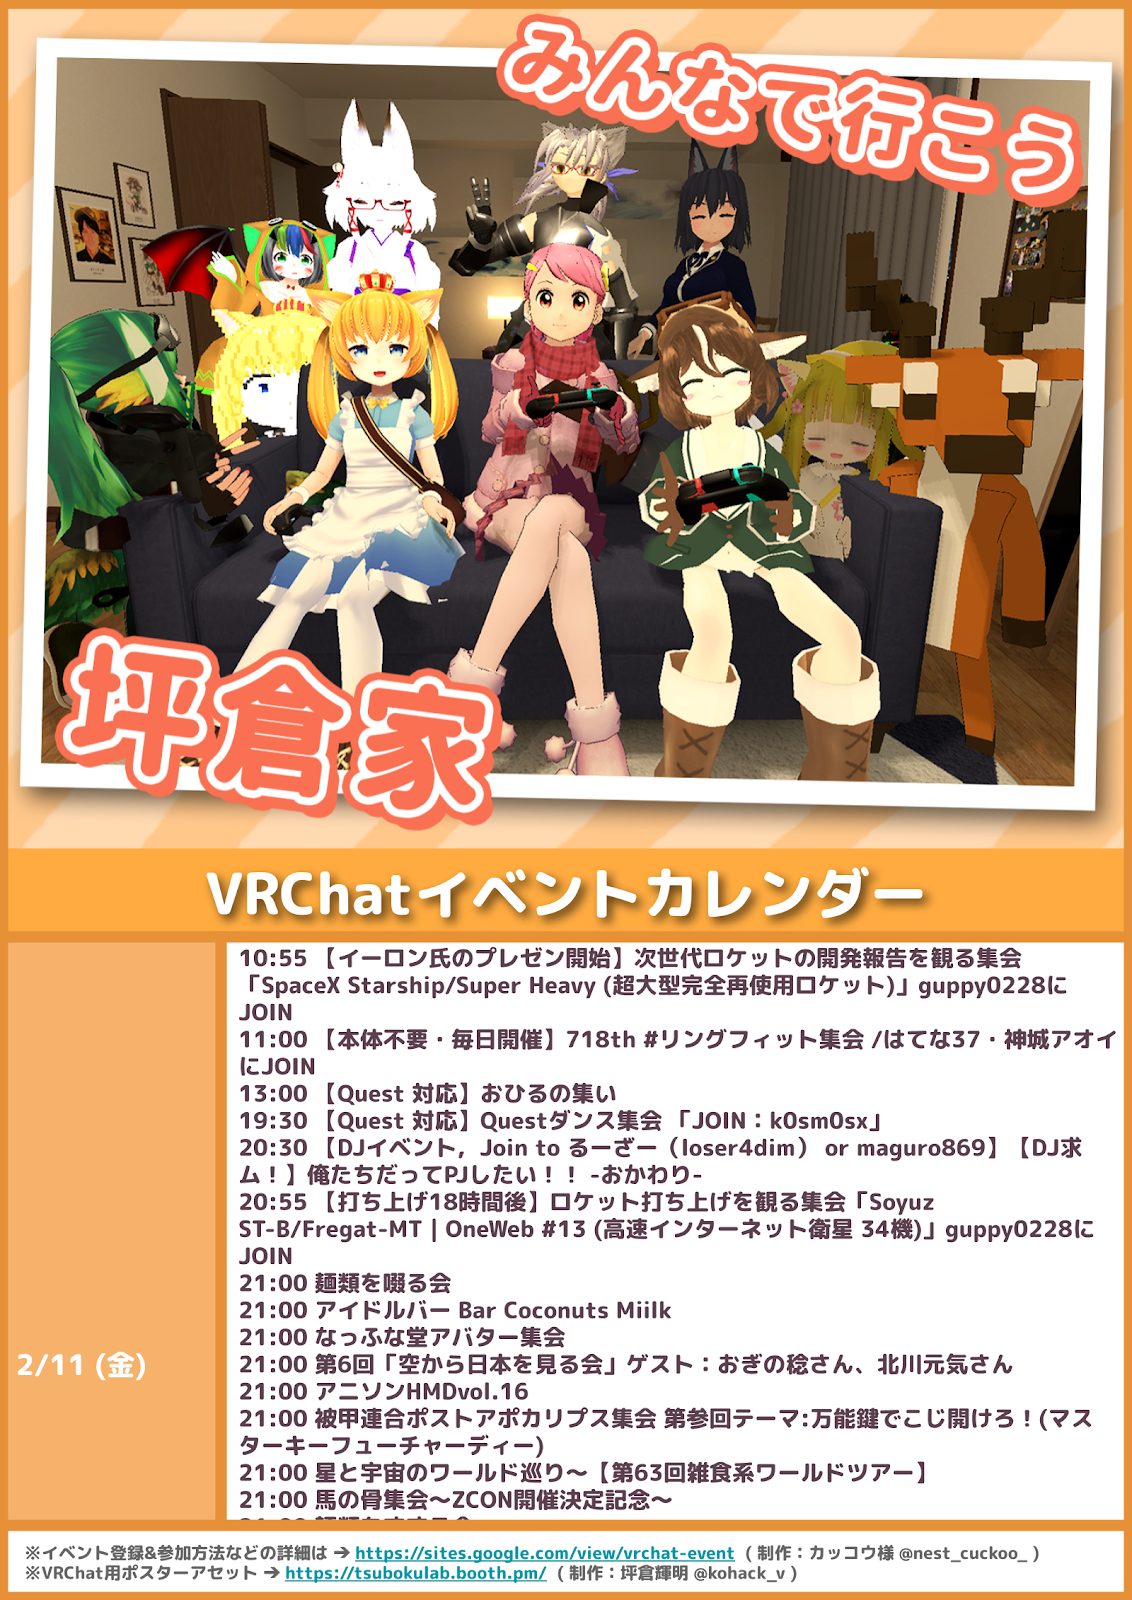 みんなで行こう
坪倉家
VRChatイベントカレンダー
2/11 (金)
10:55 【イーロン氏のプレゼン開始】次世代ロケットの開発報告を観る集会
「SpaceX Starship/Super Heavy (超大型完全再使用ロケット)」guppy0228に
JOIN
11:00 【本体不要・毎日開催】718th #リングフィット集会 /はてな37・神城アオイ
にJOIN
13:00 【Quest 対応】おひるの集い
19:30 【Quest 対応】Questダンス集会 「JOIN：k0sm0sx」
20:30 【DJイベント，Join to るーざー（loser4dim） or maguro869】【DJ求
ム！】俺たちだってPJしたい！！ -おかわり-
20:55 【打ち上げ18時間後】ロケット打ち上げを観る集会「Soyuz
ST-B/Fregat-MT | OneWeb #13 (高速インターネット衛星 34機)」guppy0228に
JOIN
21:00 麺類を啜る会
21:00 アイドルバー Bar Coconuts Miilk
21:00 なっふな堂アバター集会
21:00 第6回「空から日本を見る会」ゲスト：おぎの稔さん、北川元気さん
21:00 アニソンHMDvol.16
21:00 被甲連合ポストアポカリプス集会 第参回テーマ:万能鍵でこじ開けろ！(マス
ターキーフューチャーディー)
21:00 星と宇宙のワールド巡り～【第63回雑食系ワールドツアー】
21:00 馬の骨集会～ZCON開催決定記念～
※イベント登録&参加方法などの詳細は → https://sites.google.com/view/vrchat-event （ 制作：カッコウ様 @nest_cuckoo_ ）
※VRChat用ポスターアセット → https://tsubokulab.booth.pm/ （ 制作：坪倉輝明 @kohack_v ）